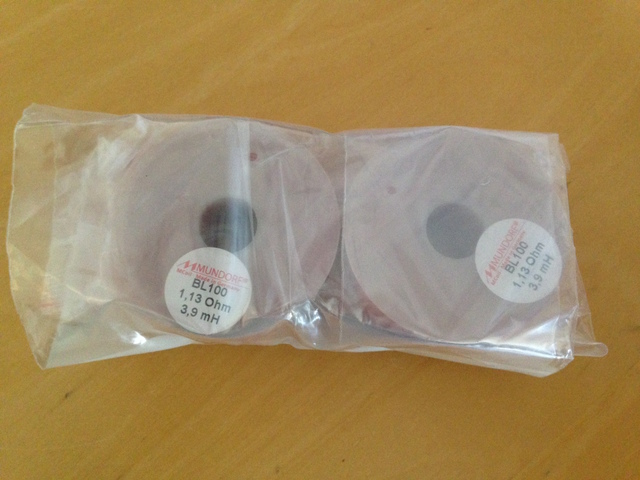 MUNDORF
BL100
1,13 Ohm
3,9 mH
MUNDORF
BL100
1,13 Ohm
3,9 mH